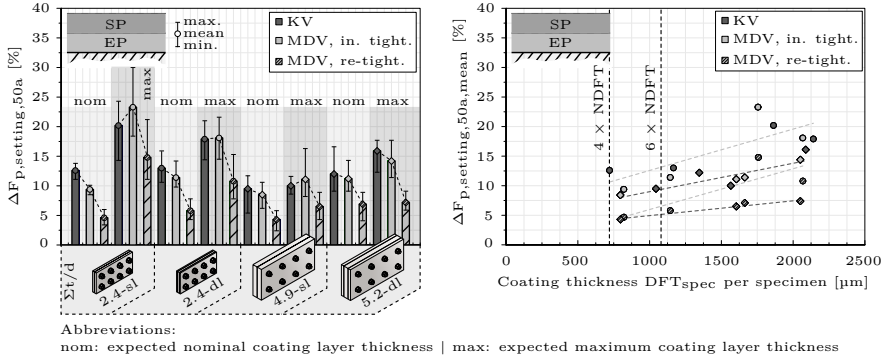 ΔF_p,setting,50a [%]
40
35
30
25
20
15
10
5
0
SP
EP
max.
mean
min.
KV
MDV, in. tight.
MDV, re-tight.
nom
max
nom
max
nom
max
nom
max
Σt/d
2.4-sl
2.4-dl
4.9-sl
5.2-dl
ΔF_p,setting,50a,mean [%]
40
35
30
25
20
15
10
5
0
SP
EP
KV
MDV, in. tight.
MDV, re-tight.
4 × NDFT
6 × NDFT
0 500 1000 1500 2000 2500
Coating thickness DFT_spec per specimen [µm]
Abbreviations:
nom: expected nominal coating layer thickness | max: expected maximum coating layer thickness